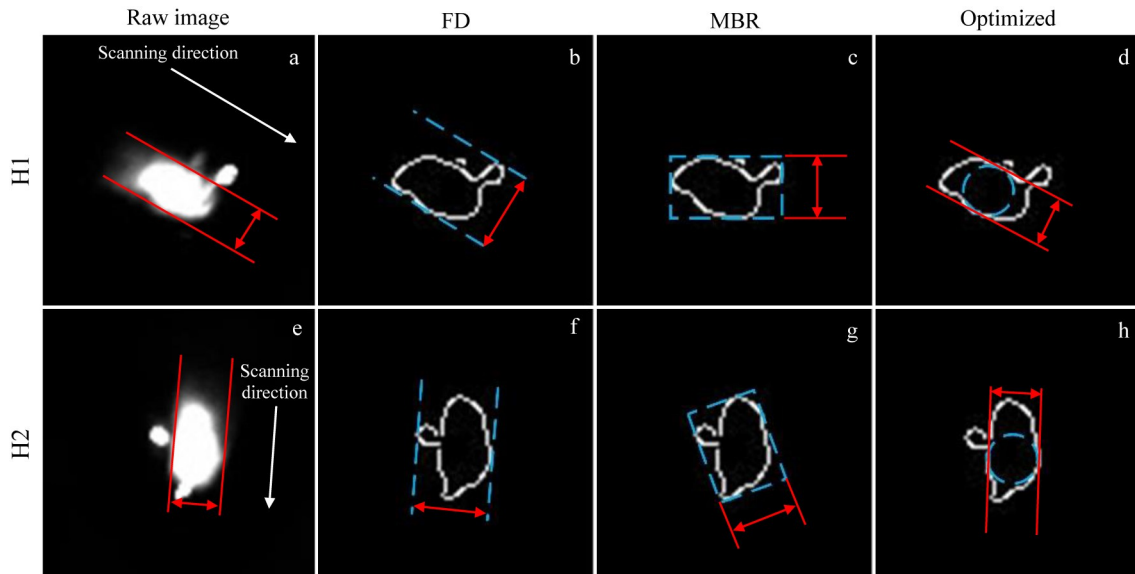 Raw image
FD
MBR
Optimized
H1
Scanning direction
a
b
c
d
H2
e
Scanning
direction
f
g
h